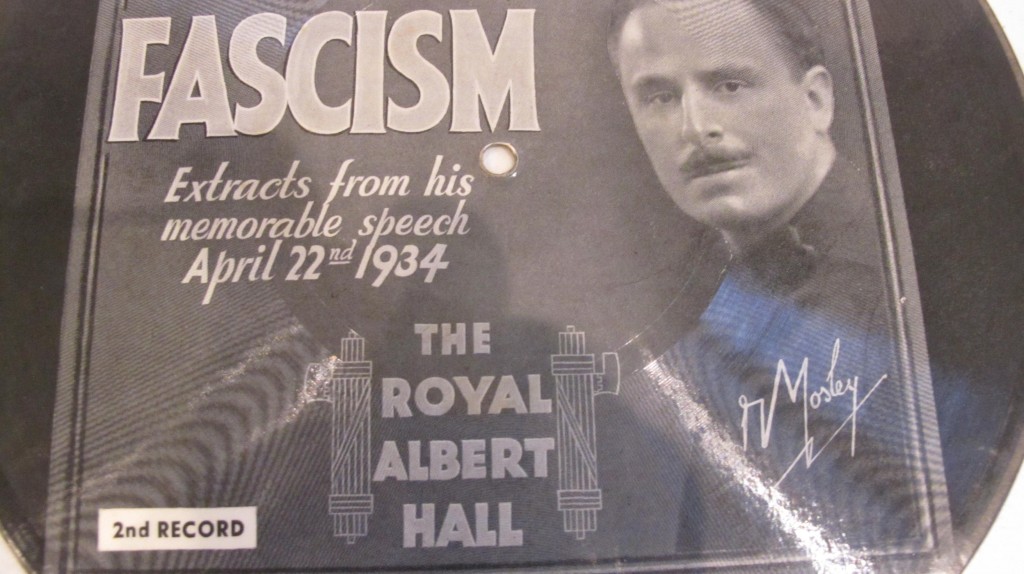 FASCISM
Extracts from his
memorable speech
April 22nd 1934
THE
ROYAL
ALBERT
HALL
Mosley
2nd RECORD